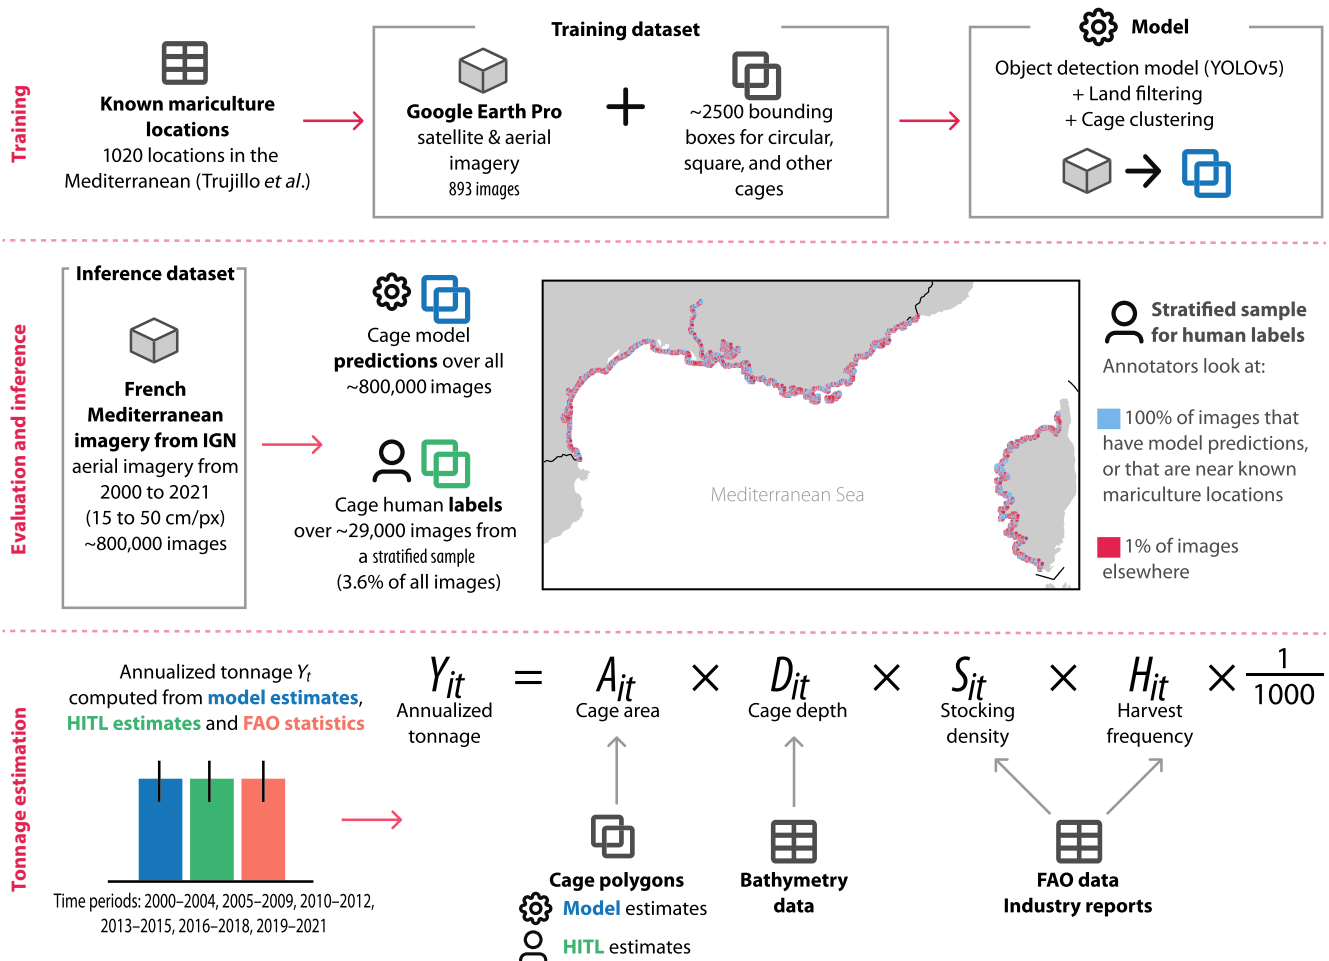 Training
Known mariculture
locations
1020 locations in the
Mediterranean (Trujillo et al.)
Training dataset
Google Earth Pro
satellite & aerial
imagery
893 images
+
~2500 bounding
boxes for circular,
square, and other
cages
Model
Object detection model (YOLOv5)
+ Land filtering
+ Cage clustering
Evaluation and inference
Inference dataset
French
Mediterranean
imagery from IGN
aerial imagery from
2000 to 2021
(15 to 50 cm/px)
~800,000 images
Cage model
predictions over all
~800,000 images
Cage human labels
over ~29,000 images from
a stratified sample
(3.6% of all images)
Mediterranean Sea
Stratified sample
for human labels
Annotators look at:
100% of images that
have model predictions,
or that are near known
mariculture locations
1% of images
elsewhere
Tonnage estimation
Annualized tonnage Yt
computed from model estimates,
HITL estimates and FAO statistics
Time periods: 2000–2004, 2005–2009, 2010–2012,
2013–2015, 2016–2018, 2019–2021
Yit = Ait × Dit × Sit × Hit × 1/1000
Annualized
tonnage
Cage area
Cage depth
Stocking
density
Harvest
frequency
Cage polygons
Model estimates
HITL estimates
Bathymetry
data
FAO data
Industry reports